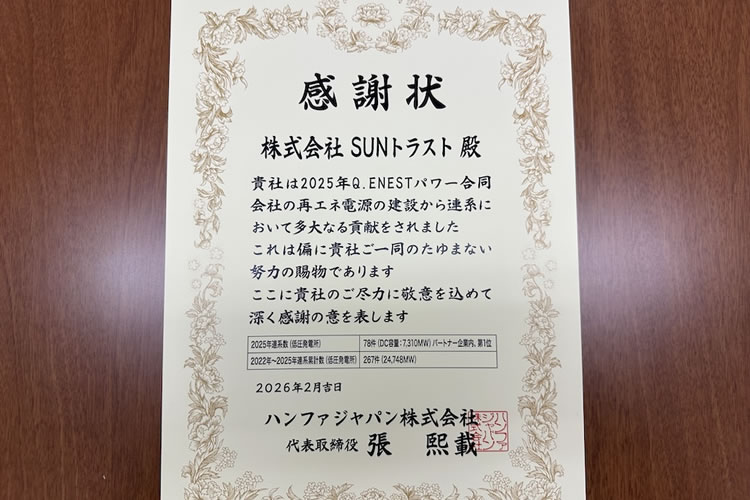 感謝状
株式会社 SUNトラスト 殿
貴社は2025年Q.ENESTパワー合同
会社の再エネ電源の建設から連系に
おいて多大なる貢献をされました
これは偏に貴社ご一同のたゆまない
努力の賜物であります
ここに貴社のご尽力に敬意を込めて
深く感謝の意を表します
2025年連系数（低圧発電所） 78件（DC容量：7,310MW）パートナー企業内、第1位
2022年〜2025年連系累計数（低圧発電所） 267件（24,748MW）
2026年2月吉日
ハンファジャパン株式会社
代表取締役 張 熙載